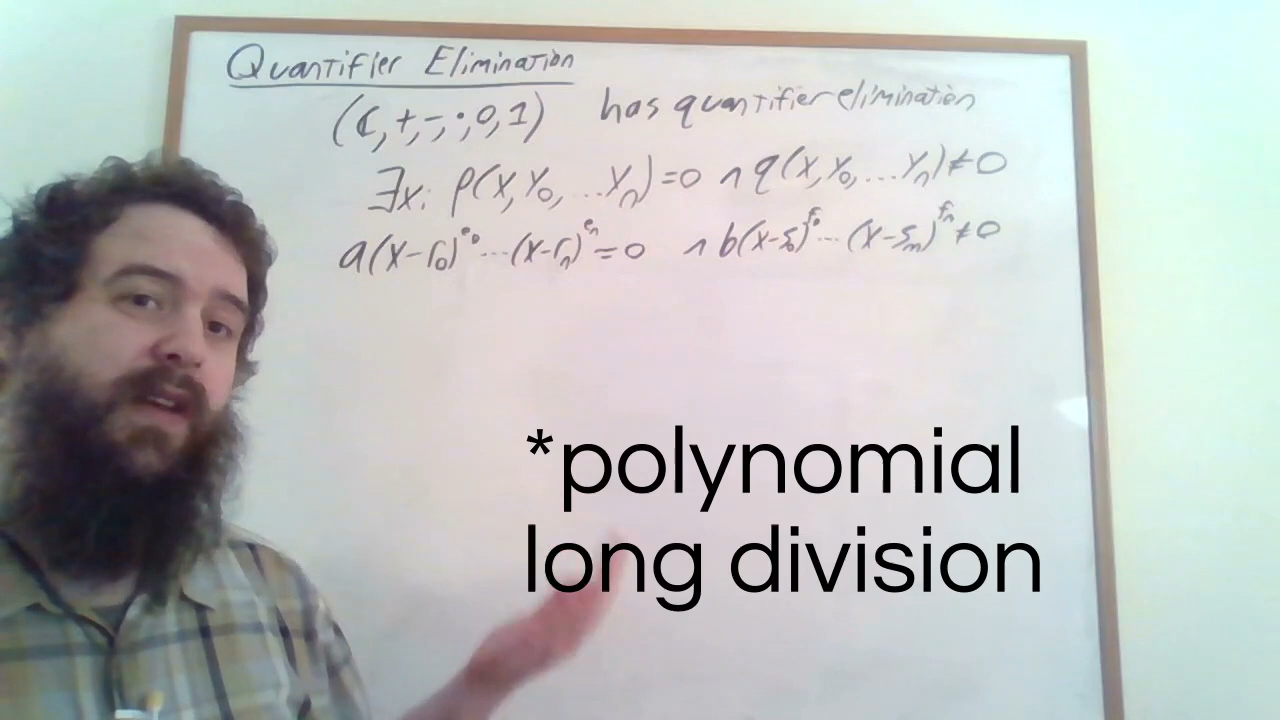 Quantifier Elimination
(ℂ,+,-,·,0,1) has quantifier elimination
∃x: p(x,y₀,...yₙ)=0 ∧ q(x,y₀,...yₙ)≠0
a(x-r₀)^e₀...(x-rₙ)^eₙ=0 ∧ b(x-s₀)^f₀...(x-sₘ)^fₙ≠0
*polynomial
long division